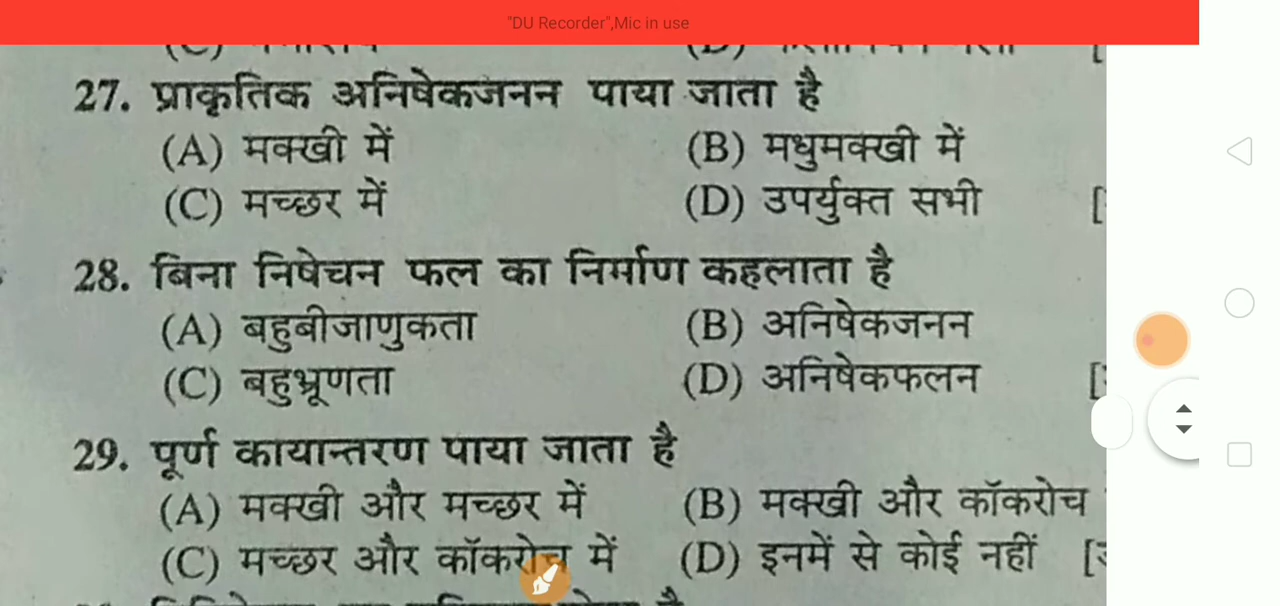 "DU Recorder",Mic in use
27. प्राकृतिक अनिषेकजनन पाया जाता है
(A) मक्खी में (B) मधुमक्खी में
(C) मच्छर में (D) उपर्युक्त सभी [
28. बिना निषेचन फल का निर्माण कहलाता है
(A) बहुबीजाणुकता (B) अनिषेकजनन
(C) बहुभ्रूणता (D) अनिषेकफलन [
29. पूर्ण कायान्तरण पाया जाता है
(A) मक्खी और मच्छर में (B) मक्खी और कॉकरोच
(C) मच्छर और कॉकरोच में (D) इनमें से कोई नहीं [